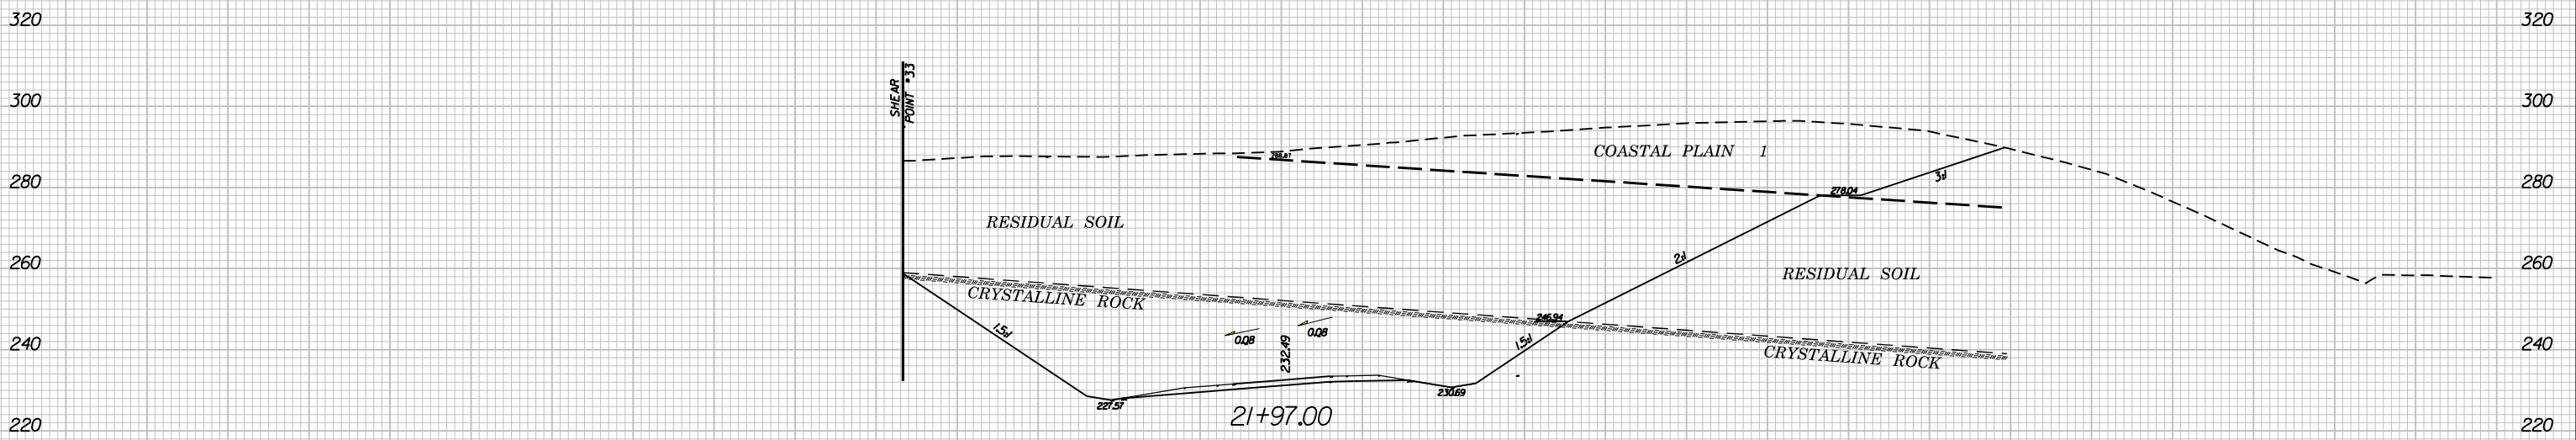 320 320
SHEAR
POINT #33
300 300
288.87
COASTAL PLAIN 1
280 280
278.04
3:1
RESIDUAL SOIL
2:1
260 260
RESIDUAL SOIL
CRYSTALLINE ROCK
246.94
1.5:1
0.08
0.08
232.49
1.5:1
240 240
CRYSTALLINE ROCK
227.57
230.69
21+97.00
220 220